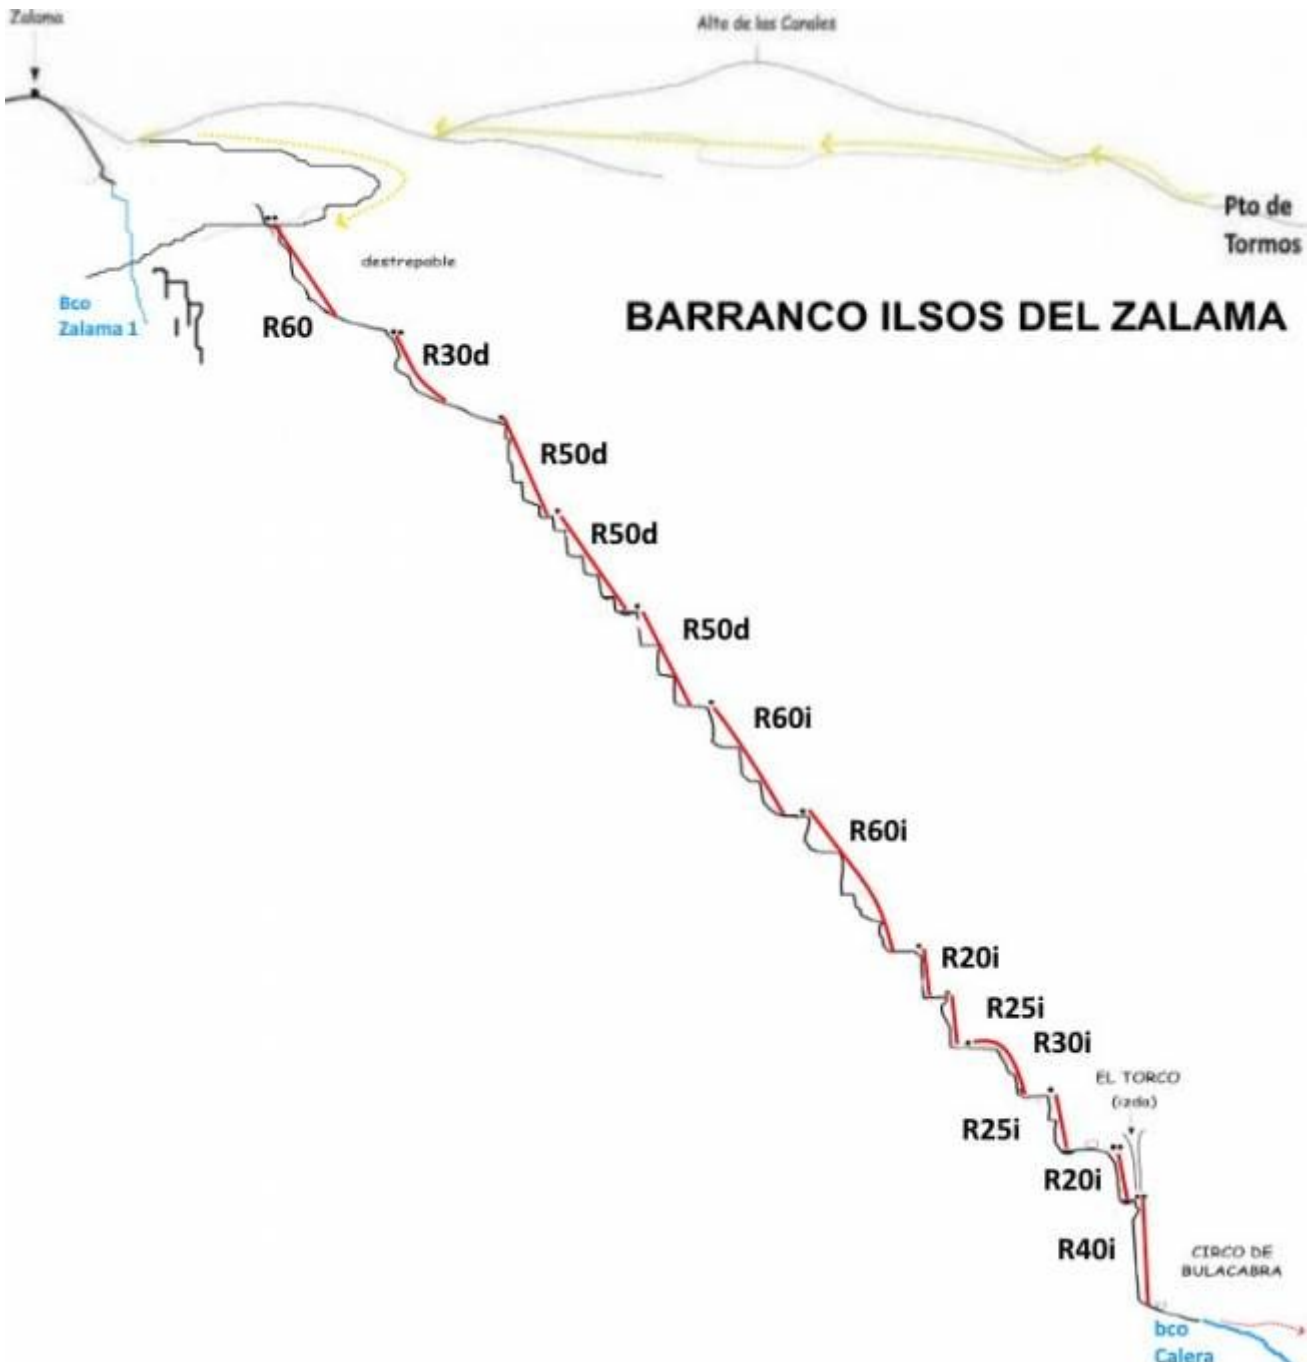 Zalama
Alto de las Canales
Pto de
Tormos
destrepable
Bco
Zalama 1
BARRANCO ILSOS DEL ZALAMA
R60
R30d
R50d
R50d
R50d
R60i
R60i
R20i
R25i
R30i
EL TORCO
(izda)
R25i
R20i
R40i
CIRCO DE
BULACABRA
bco
Calera